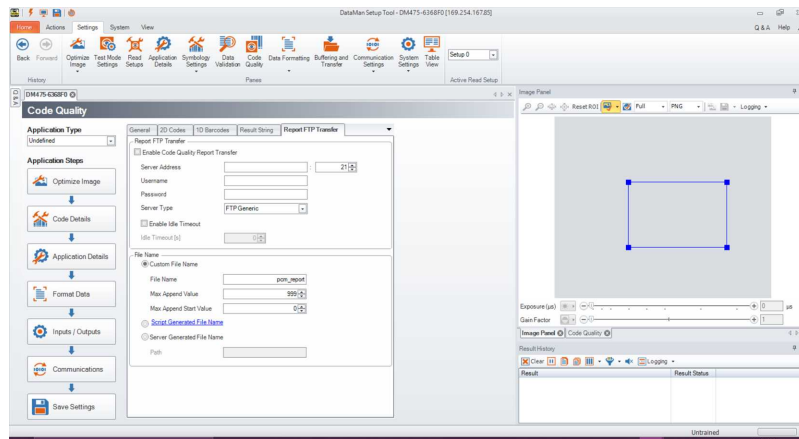 DataMan Setup Tool - DM475-6368F0 [169.254.167.85]
Home Actions Settings System View Q & A Help
Back Forward Optimize Image Test Mode Settings Read Setups Application Details Symbology Settings Data Validation Code Quality Data Formatting Buffering and Transfer Communication Settings System Settings Table View Setup 0
History Panes Active Read Setup
Q & A
DM475-6368F0
Code Quality
Application Type
Undefined
Application Steps
Optimize Image
Code Details
Application Details
Format Data
Inputs / Outputs
Communications
Save Settings
General 2D Codes 1D Barcodes Result String Report FTP Transfer
Report FTP Transfer
Enable Code Quality Report Transfer
Server Address : 21
Username
Password
Server Type FTP Generic
Enable Idle Timeout
Idle Timeout [s] 0
File Name
Custom File Name
File Name pcm_report
Max Append Value 999
Max Append Start Value 0
Script Generated File Name
Server Generated File Name
Path
Image Panel
Reset ROI Full PNG Logging
Exposure (µs) 0 µs
Gain Factor 1
Image Panel Code Quality
Result History
Clear Logging
Result Result Status
Untrained